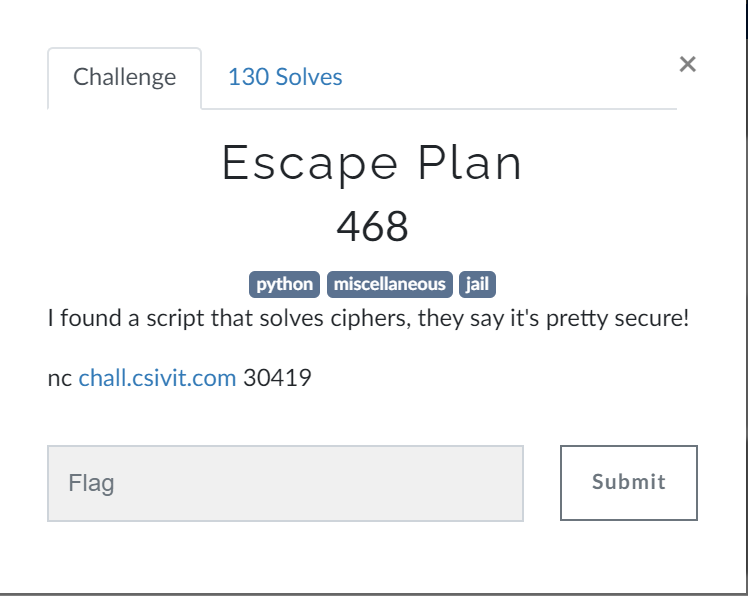 Challenge
130 Solves
×
Escape Plan
468
python miscellaneous jail
I found a script that solves ciphers, they say it's pretty secure!
nc chall.csivit.com 30419
Flag
Submit